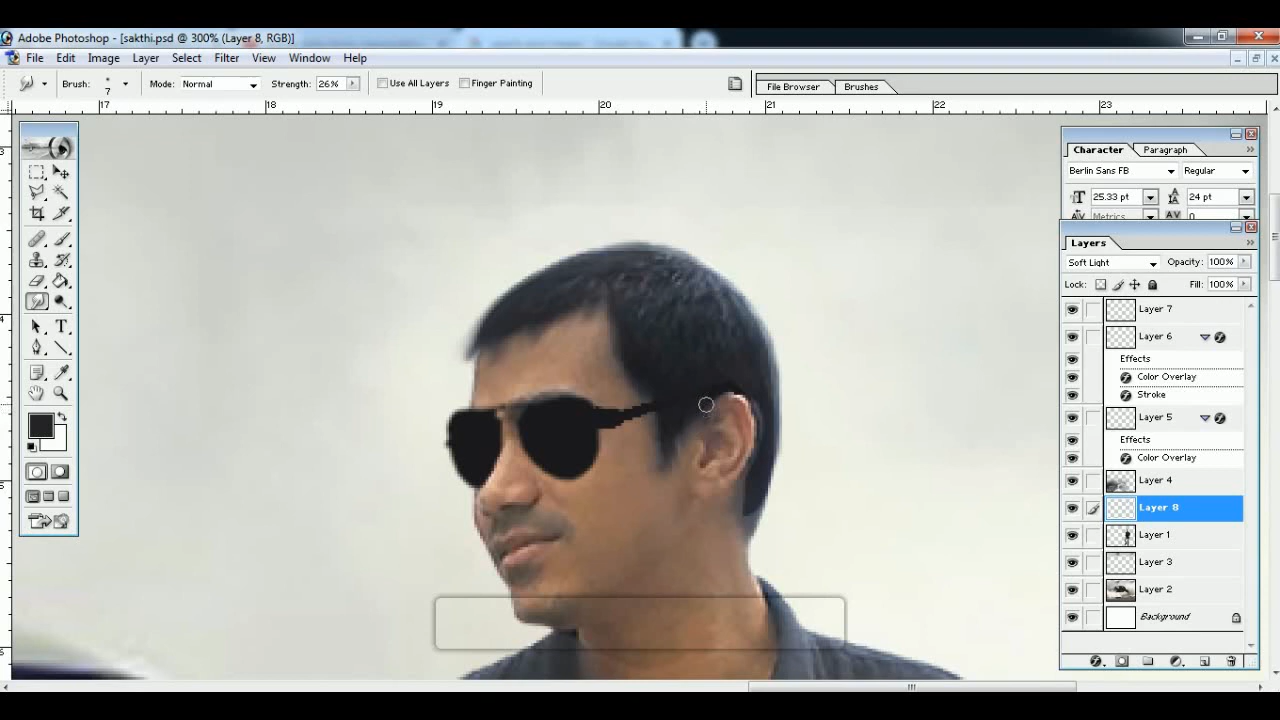 Adobe Photoshop - [sakthi.psd @ 300% (Layer 8, RGB)]
File Edit Image Layer Select Filter View Window Help
Brush: 7 Mode: Normal Strength: 26% Use All Layers Finger Painting File Browser Brushes
17 18 19 20 21 22 23
3
4
Character Paragraph
Berlin Sans FB Regular
25.33 pt 24 pt
Metrics 0
Layers
Soft Light Opacity: 100%
Lock: Fill: 100%
Layer 7
Layer 6
Effects
Color Overlay
Stroke
Layer 5
Effects
Color Overlay
Layer 4
Layer 8
Layer 1
Layer 3
Layer 2
Background